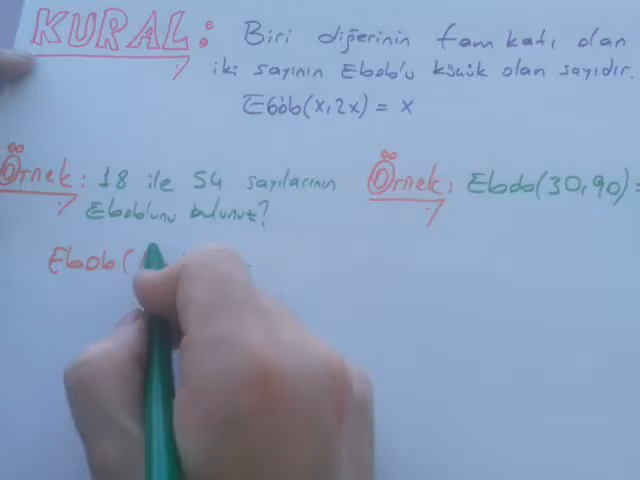 KURAL: Biri diğerinin tam katı olan
iki sayının Ebob'u küçük olan sayıdır.
Ebob(x,2x) = x
Örnek: 18 ile 54 sayılarının
Ebob'unu bulunuz?
Örnek: Ebob(30,90)=
Ebob(